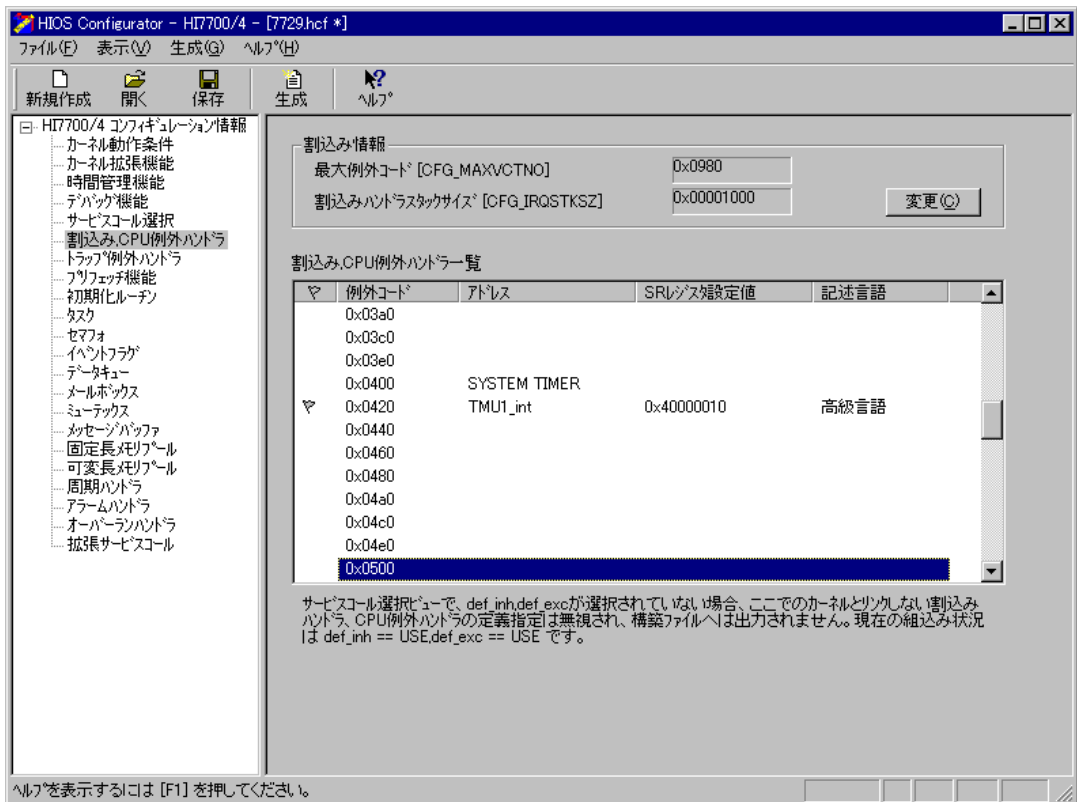 HIOS Configurator - HI7700/4 - [7729.hcf *]
ファイル(F) 表示(V) 生成(G) ヘルプ(H)
新規作成 開く 保存 生成 ヘルプ
HI7700/4 コンフィギュレーション情報
カーネル動作条件
カーネル拡張機能
時間管理機能
デバッグ機能
サービスコール選択
割込み,CPU例外ハンドラ
トラップ例外ハンドラ
プリフェッチ機能
初期化ルーチン
タスク
セマフォ
イベントフラグ
データキュー
メールボックス
ミューテックス
メッセージバッファ
固定長メモリプール
可変長メモリプール
周期ハンドラ
アラームハンドラ
オーバーランハンドラ
拡張サービスコール
割込み情報
最大例外コード [CFG_MAXVCTNO] 0x0980
割込みハンドラスタックサイズ [CFG_IRQSTKSZ] 0x00001000 変更(C)
割込み,CPU例外ハンドラ一覧
例外コード アドレス SRレジスタ設定値 記述言語
0x03a0
0x03c0
0x03e0
0x0400 SYSTEM TIMER
0x0420 TMU1_int 0x40000010 高級言語
0x0440
0x0460
0x0480
0x04a0
0x04c0
0x04e0
0x0500
サービスコール選択ビューで、def_inh,def_excが選択されていない場合、ここでのカーネルとリンクしない割込み
ハンドラ、CPU例外ハンドラの定義指定は無視され、構築ファイルへは出力されません。現在の組込み状況
は def_inh == USE,def_exc == USE です。
ヘルプを表示するには [F1] を押してください。